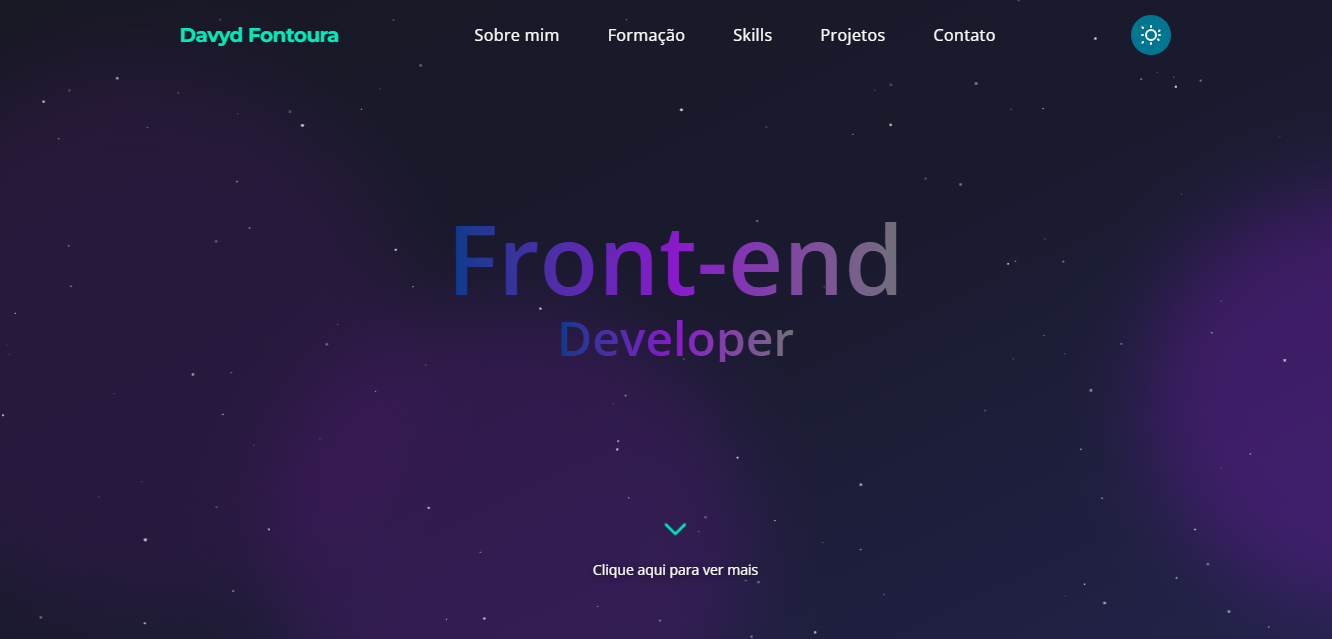 Davyd Fontoura
Sobre mim
Formação
Skills
Projetos
Contato
Front-end
Developer
Clique aqui para ver mais